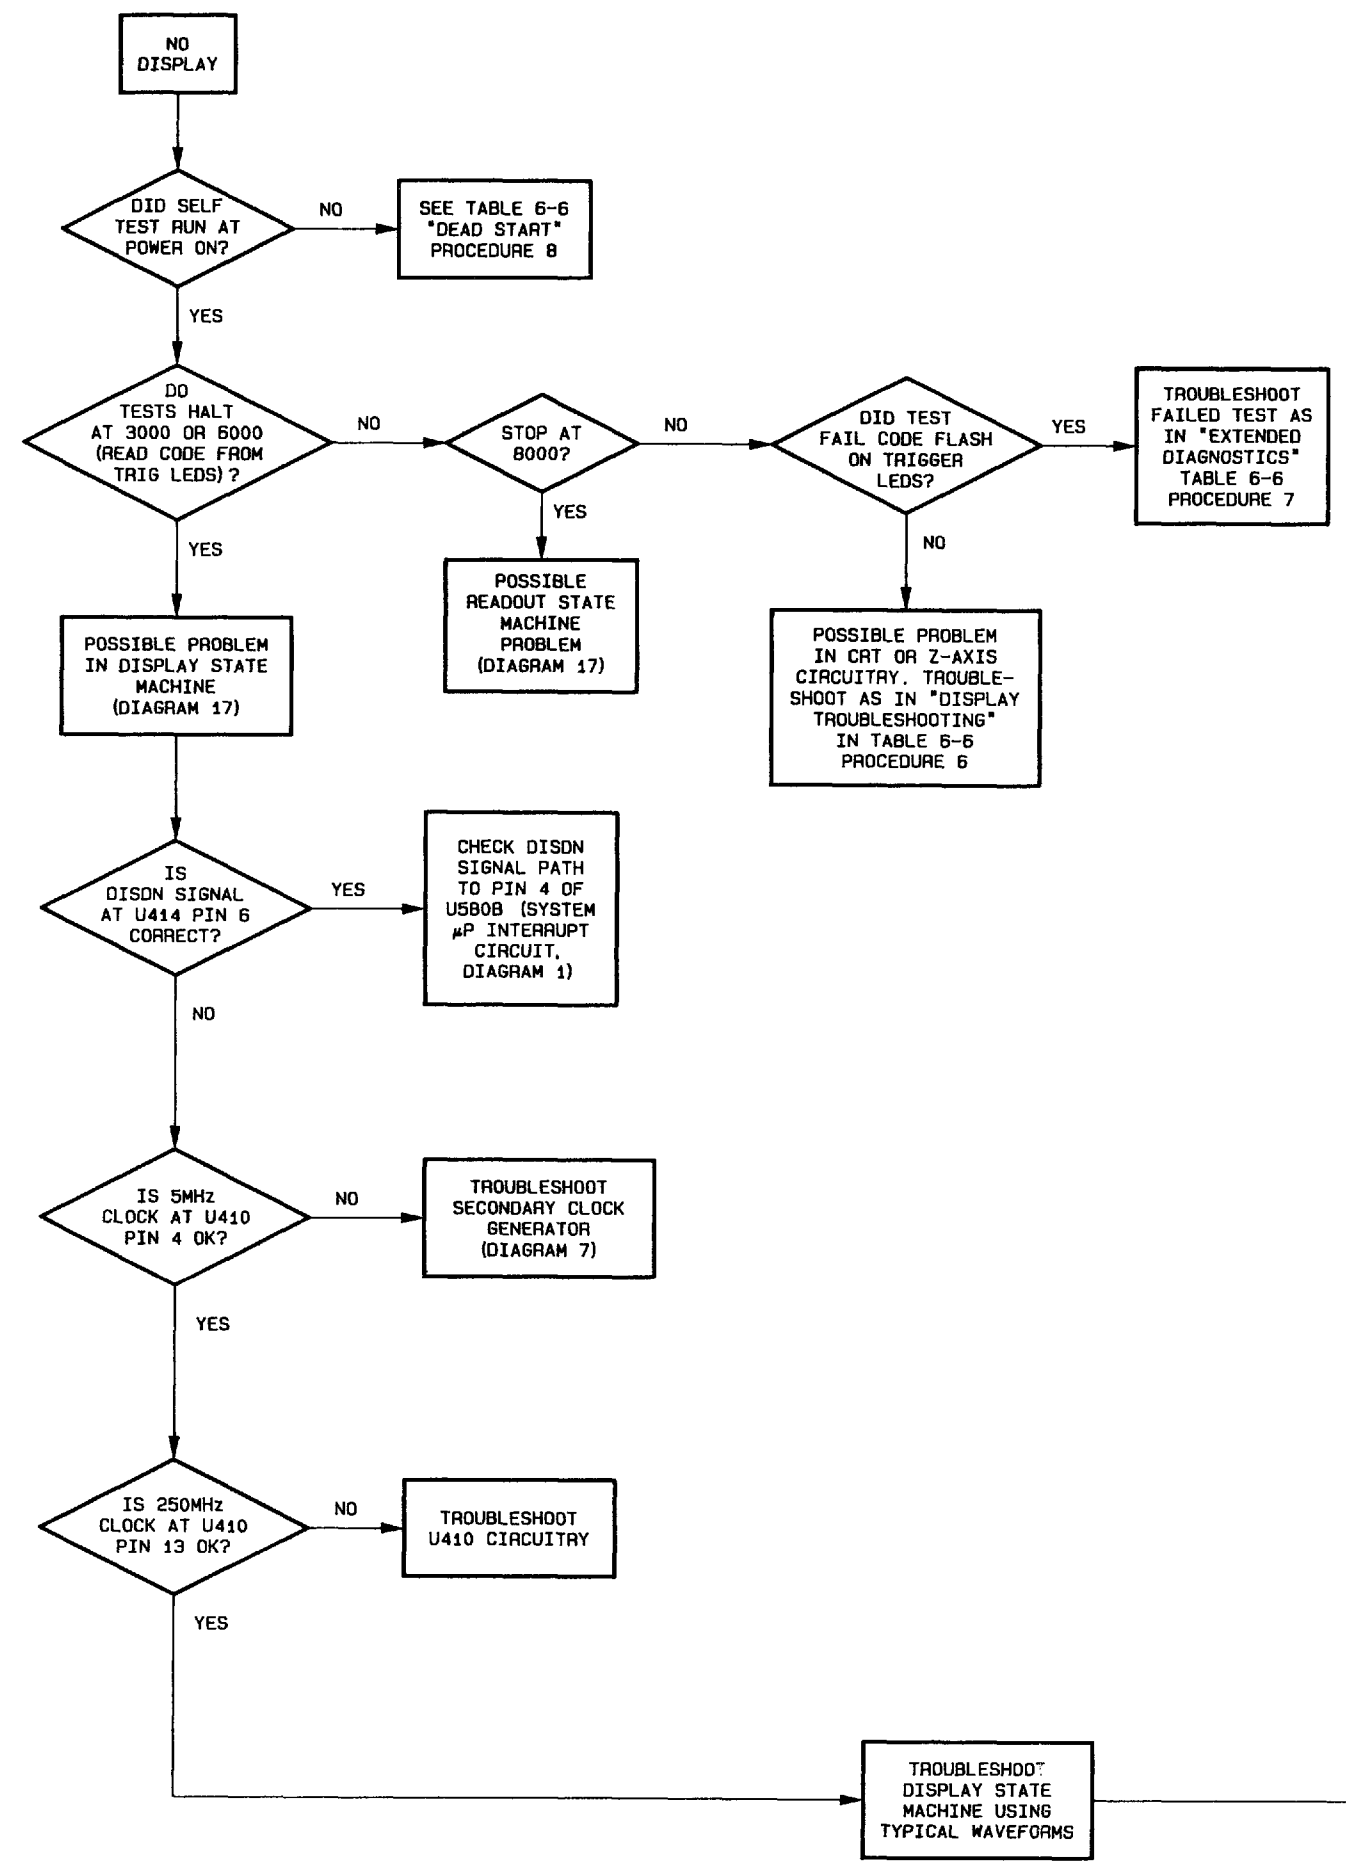 NO
DISPLAY
DID SELF
TEST RUN AT
POWER ON?
NO
SEE TABLE 6-6
"DEAD START"
PROCEDURE 8
YES
DO
TESTS HALT
AT 3000 OR 6000
(READ CODE FROM
TRIG LEDS)?
NO
STOP AT
8000?
NO
DID TEST
FAIL CODE FLASH
ON TRIGGER
LEDS?
YES
TROUBLESHOOT
FAILED TEST AS
IN "EXTENDED
DIAGNOSTICS"
TABLE 6-6
PROCEDURE 7
YES
POSSIBLE
READOUT STATE
MACHINE
PROBLEM
(DIAGRAM 17)
NO
POSSIBLE PROBLEM
IN CRT OR Z-AXIS
CIRCUITRY. TROUBLE-
SHOOT AS IN "DISPLAY
TROUBLESHOOTING"
IN TABLE 6-6
PROCEDURE 6
YES
POSSIBLE PROBLEM
IN DISPLAY STATE
MACHINE
(DIAGRAM 17)
IS
DISDN SIGNAL
AT U414 PIN 6
CORRECT?
YES
CHECK DISDN
SIGNAL PATH
TO PIN 4 OF
U580B (SYSTEM
µP INTERRUPT
CIRCUIT,
DIAGRAM 1)
NO
IS 5MHz
CLOCK AT U410
PIN 4 OK?
NO
TROUBLESHOOT
SECONDARY CLOCK
GENERATOR
(DIAGRAM 7)
YES
IS 250MHz
CLOCK AT U410
PIN 13 OK?
NO
TROUBLESHOOT
U410 CIRCUITRY
YES
TROUBLESHOOT
DISPLAY STATE
MACHINE USING
TYPICAL WAVEFORMS